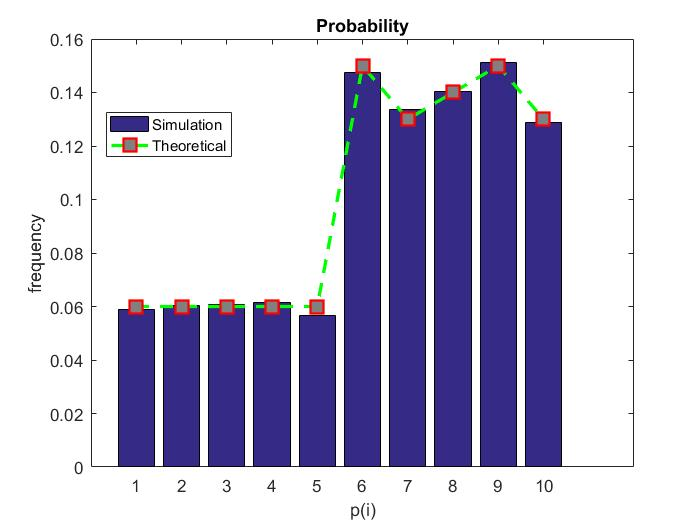 Probability
0.16
0.14
0.12
0.1
0.08
0.06
0.04
0.02
0
frequency
Simulation
Theoretical
1 2 3 4 5 6 7 8 9 10
p(i)